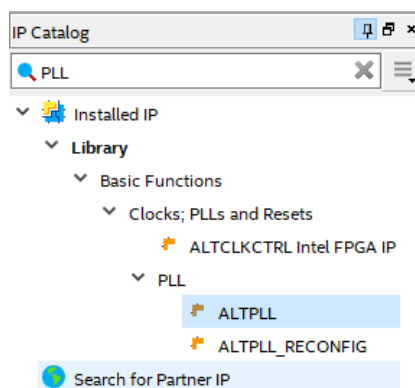 IP Catalog
PLL
Installed IP
Library
Basic Functions
Clocks; PLLs and Resets
ALTCLKCTRL Intel FPGA IP
PLL
ALTPLL
ALTPLL_RECONFIG
Search for Partner IP